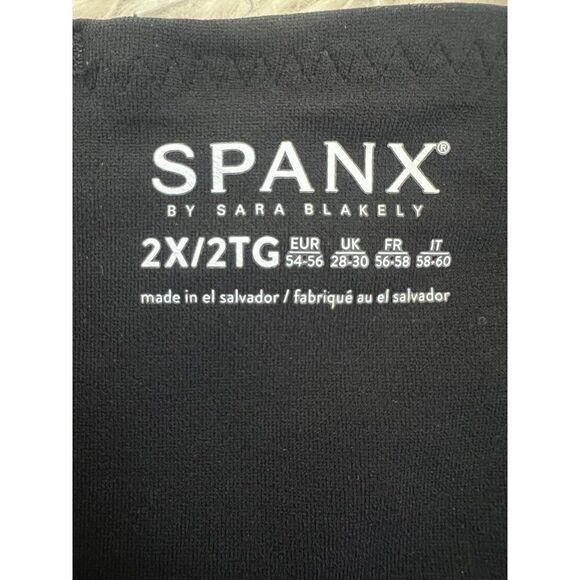 SPANX®
BY SARA BLAKELY
2X/2TG EUR 54-56 UK 28-30 FR 56-58 IT 58-60
made in el salvador / fabriqué au el salvador